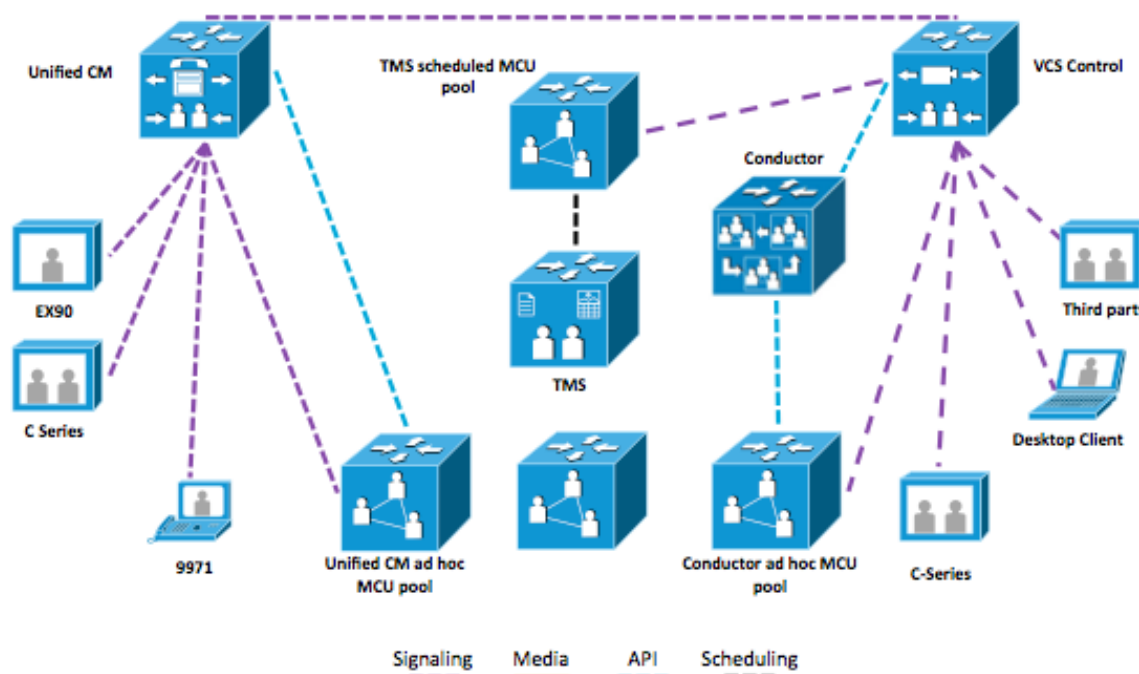 Unified CM
TMS scheduled MCU
pool
VCS Control
Conductor
EX90
Third part
TMS
C Series
Desktop Client
9971
Unified CM ad hoc
MCU pool
Conductor ad hoc MCU
pool
C-Series
Signaling Media API Scheduling